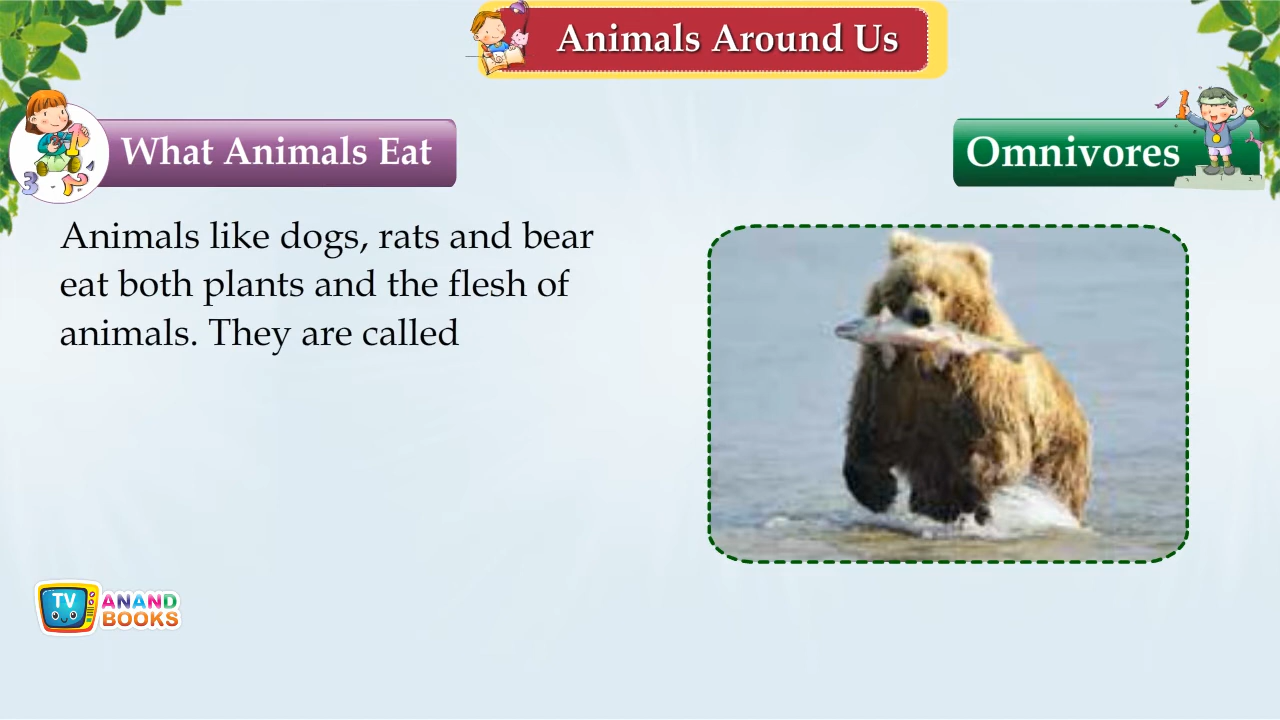 Animals Around Us
What Animals Eat
Omnivores
Animals like dogs, rats and bear
eat both plants and the flesh of
animals. They are called
TV
ANAND
BOOKS